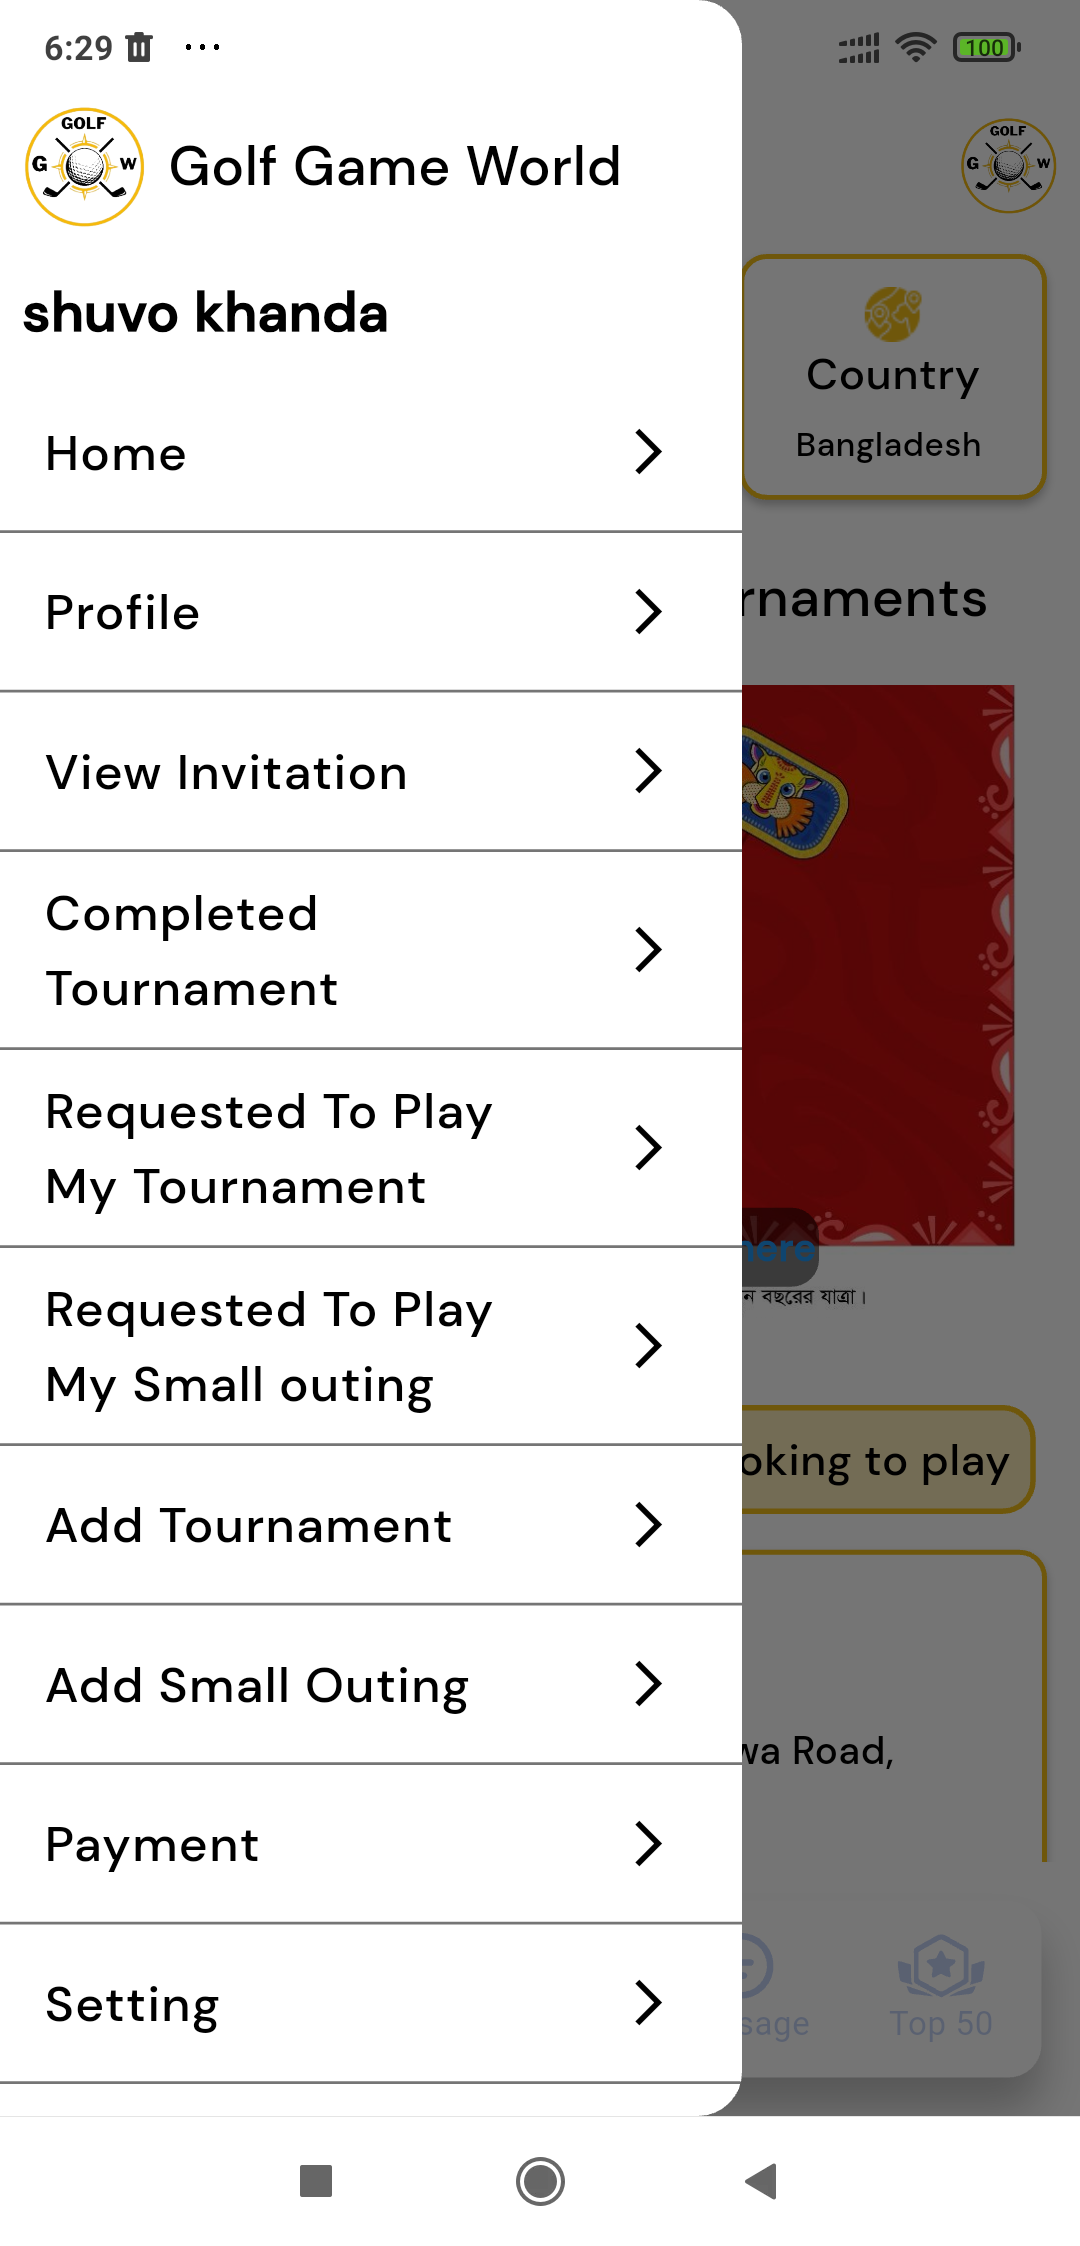 6:29
100
GOLF
G W
Golf Game World
GOLF
G W
shuvo khanda
Country
Bangladesh
Home
Profile
rnaments
View Invitation
Completed
Tournament
Requested To Play
My Tournament
here
ন বছরের যাত্রা।
Requested To Play
My Small outing
oking to play
Add Tournament
Add Small Outing
wa Road,
Payment
Setting
sage
Top 50